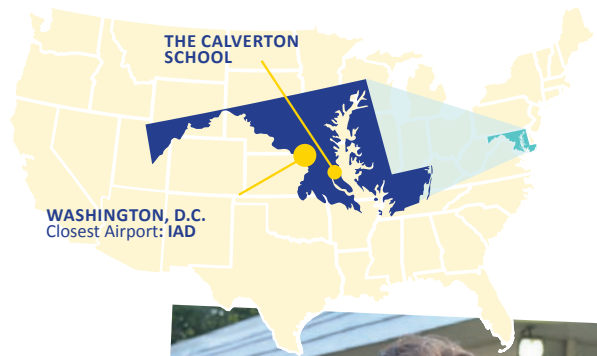 THE CALVERTON
SCHOOL
WASHINGTON, D.C.
Closest Airport: IAD